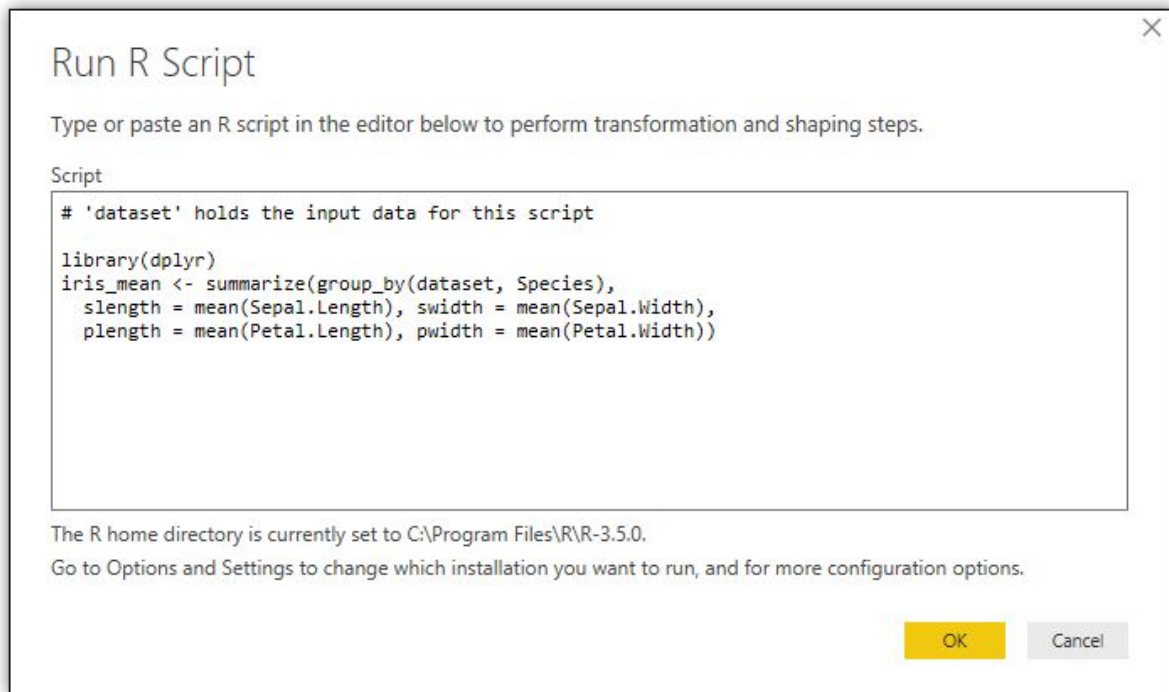 Run R Script
Type or paste an R script in the editor below to perform transformation and shaping steps.
Script
# 'dataset' holds the input data for this script
library(dplyr)
iris_mean <- summarize(group_by(dataset, Species),
  slength = mean(Sepal.Length), swidth = mean(Sepal.Width),
  plength = mean(Petal.Length), pwidth = mean(Petal.Width))
The R home directory is currently set to C:\Program Files\R\R-3.5.0.
Go to Options and Settings to change which installation you want to run, and for more configuration options.
OK Cancel